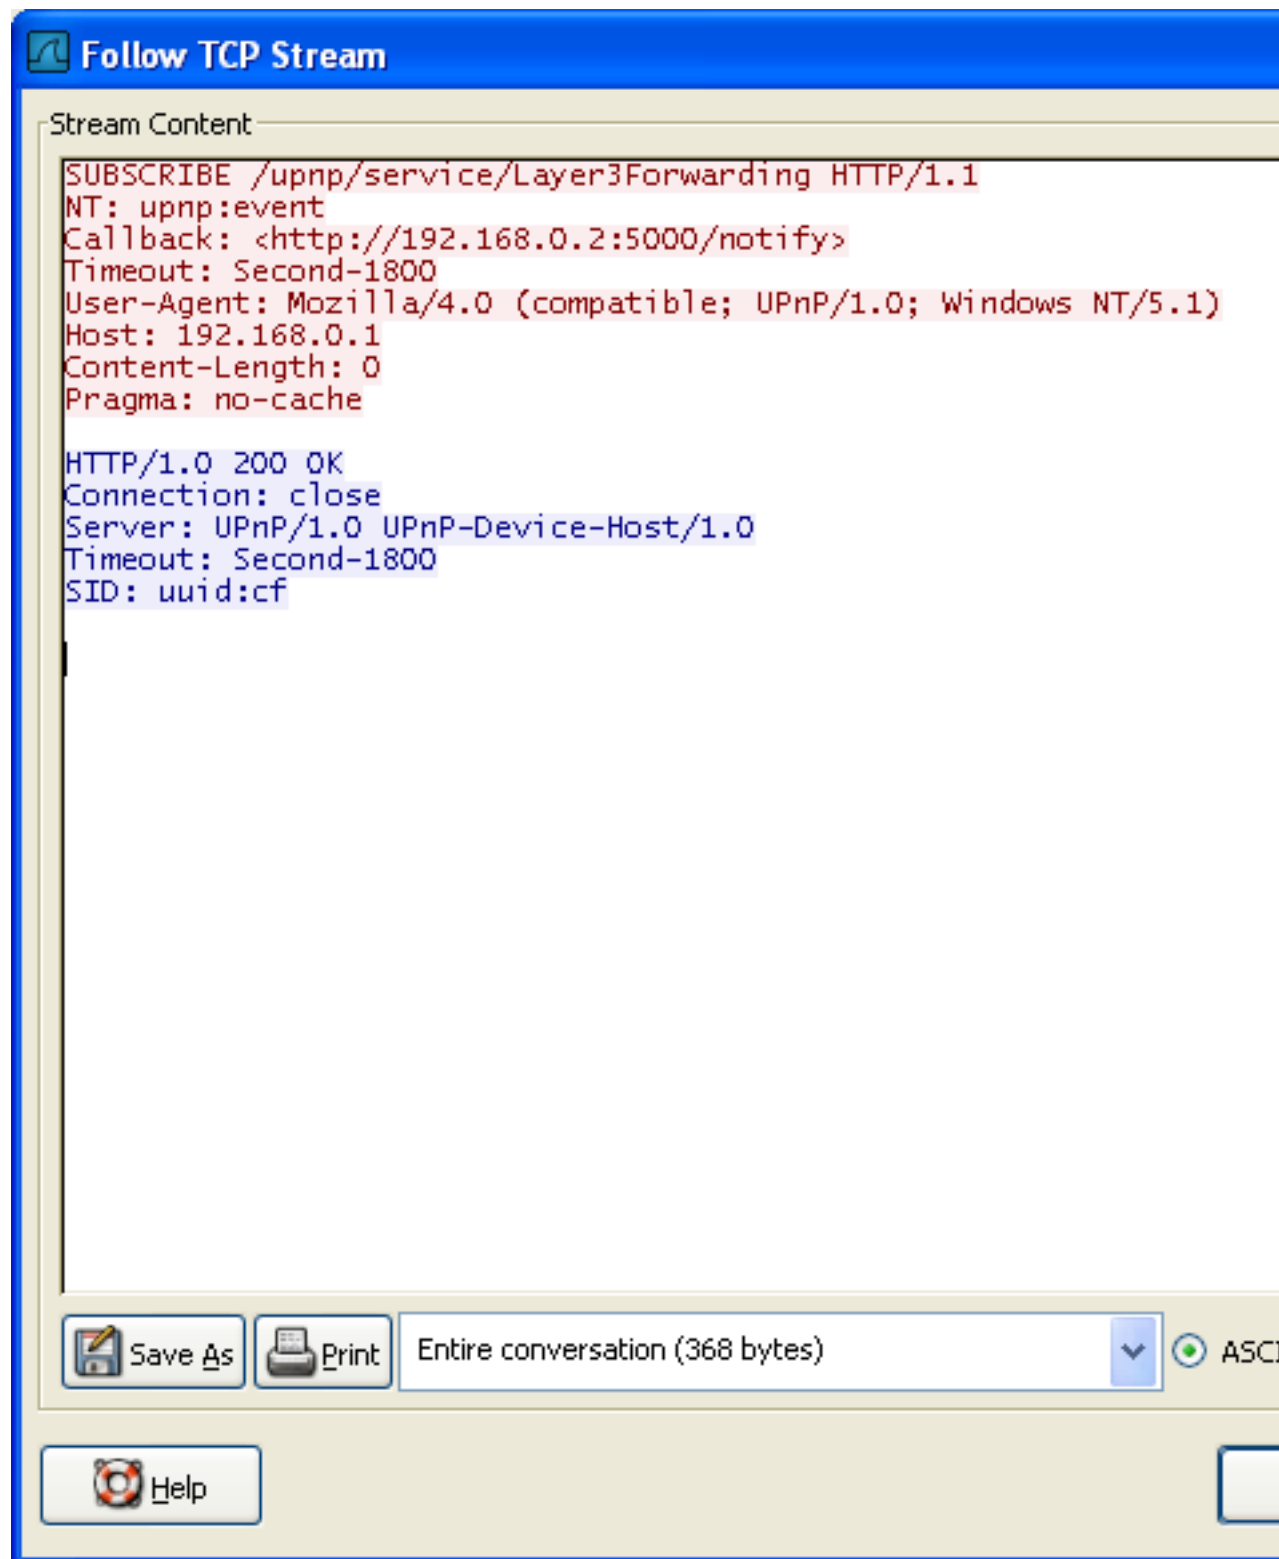 Follow TCP Stream
Stream Content
SUBSCRIBE /upnp/service/Layer3Forwarding HTTP/1.1
NT: upnp:event
Callback: <http://192.168.0.2:5000/notify>
Timeout: Second-1800
User-Agent: Mozilla/4.0 (compatible; UPnP/1.0; Windows NT/5.1)
Host: 192.168.0.1
Content-Length: 0
Pragma: no-cache
HTTP/1.0 200 OK
Connection: close
Server: UPnP/1.0 UPnP-Device-Host/1.0
Timeout: Second-1800
SID: uuid:cf
Save As Print Entire conversation (368 bytes) ASCI
Help